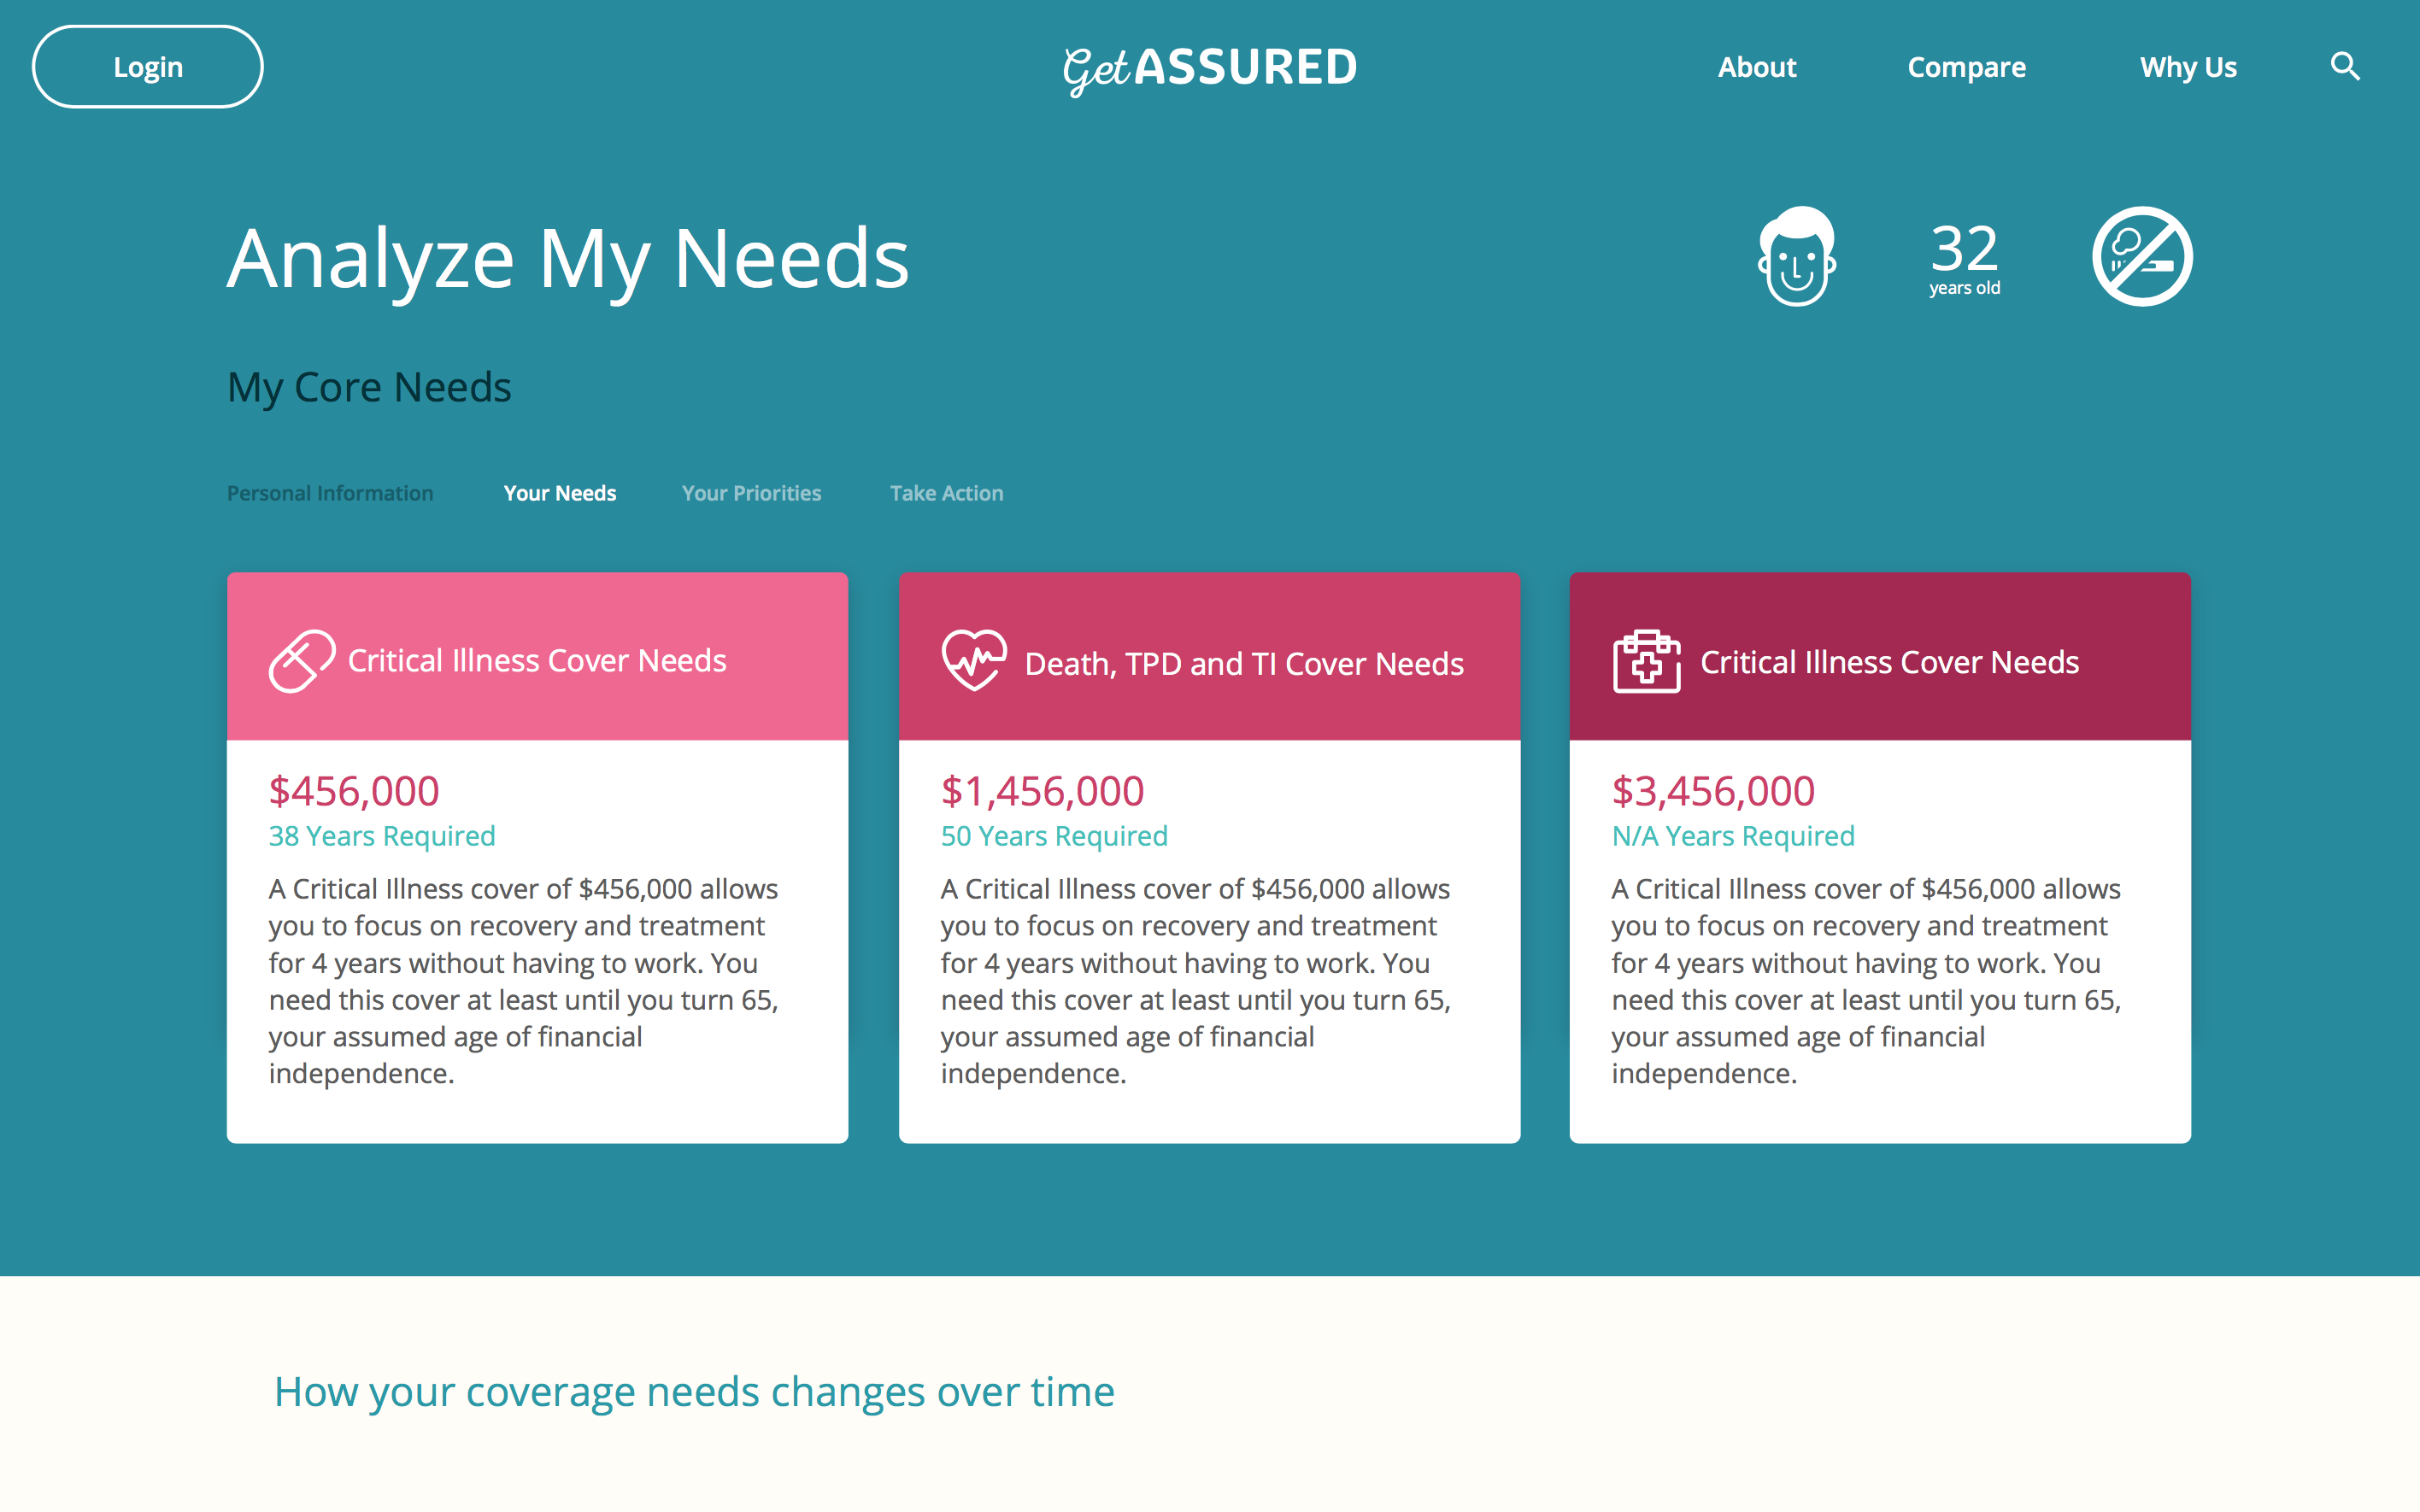 Login
Get ASSURED
About
Compare
Why Us
Analyze My Needs
32
years old
My Core Needs
Personal Information
Your Needs
Your Priorities
Take Action
Critical Illness Cover Needs
$456,000
38 Years Required
A Critical Illness cover of $456,000 allows
you to focus on recovery and treatment
for 4 years without having to work. You
need this cover at least until you turn 65,
your assumed age of financial
independence.
Death, TPD and TI Cover Needs
$1,456,000
50 Years Required
A Critical Illness cover of $456,000 allows
you to focus on recovery and treatment
for 4 years without having to work. You
need this cover at least until you turn 65,
your assumed age of financial
independence.
Critical Illness Cover Needs
$3,456,000
N/A Years Required
A Critical Illness cover of $456,000 allows
you to focus on recovery and treatment
for 4 years without having to work. You
need this cover at least until you turn 65,
your assumed age of financial
independence.
How your coverage needs changes over time